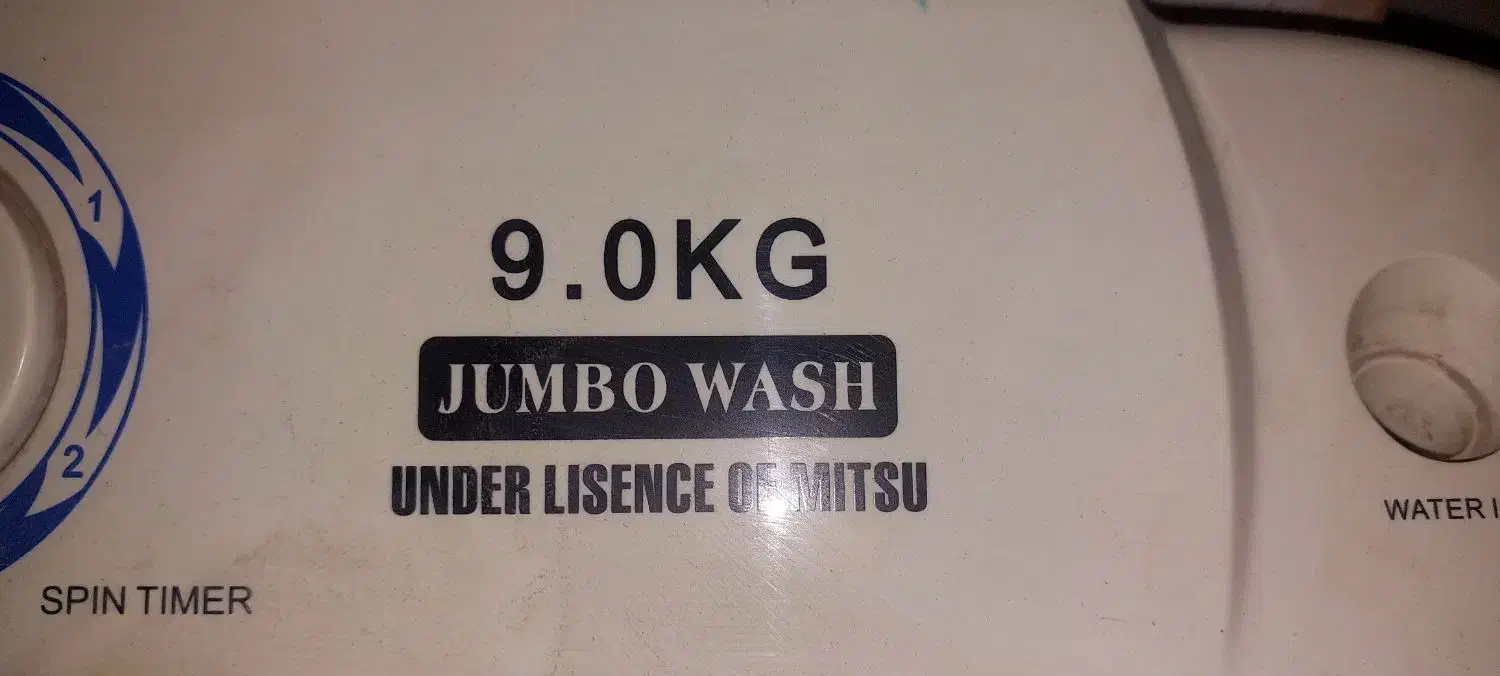 1
9.0KG
JUMBO WASH
2
UNDER LISENCE OF MITSU
WATER
SPIN TIMER